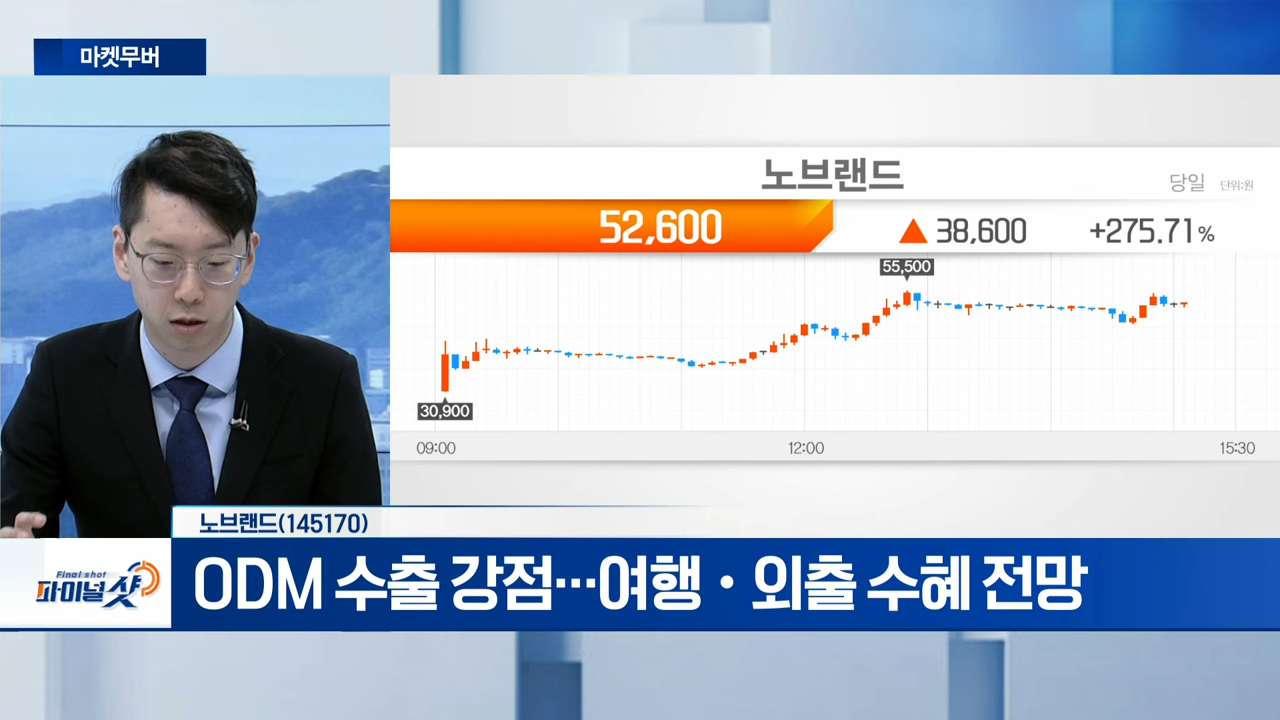 마켓무버
노브랜드
당일 단위:원
52,600 ▲ 38,600 +275.71%
55,500
30,900
09:00 12:00 15:30
노브랜드(145170)
Final shot
파이널샷
ODM 수출 강점…여행·외출 수혜 전망